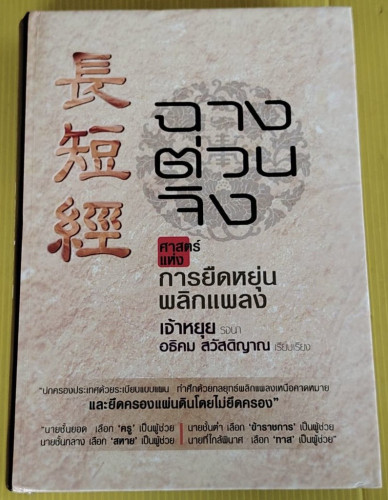 長短經
ฉาง
ต่วน
จิง
ศาสตร์
แห่ง
การยืดหยุ่น
พลิกแพลง
เจ้าหยุย รจนา
อธิคม สวัสดิญาณ เรียบเรียง
"ปกครองประเทศด้วยระเบียบแบบแผน ทำศึกด้วยกลยุทธ์พลิกแพลงเหนือคาดหมาย
และยึดครองแผ่นดินโดยไม่ยึดครอง"
"นายชั้นยอด เลือก 'ครู' เป็นผู้ช่วย | นายชั้นต่ำ เลือก 'ข้าราชการ' เป็นผู้ช่วย
นายชั้นกลาง เลือก 'สหาย' เป็นผู้ช่วย | นายที่ใกล้พินาศ เลือก 'ทาส' เป็นผู้ช่วย"